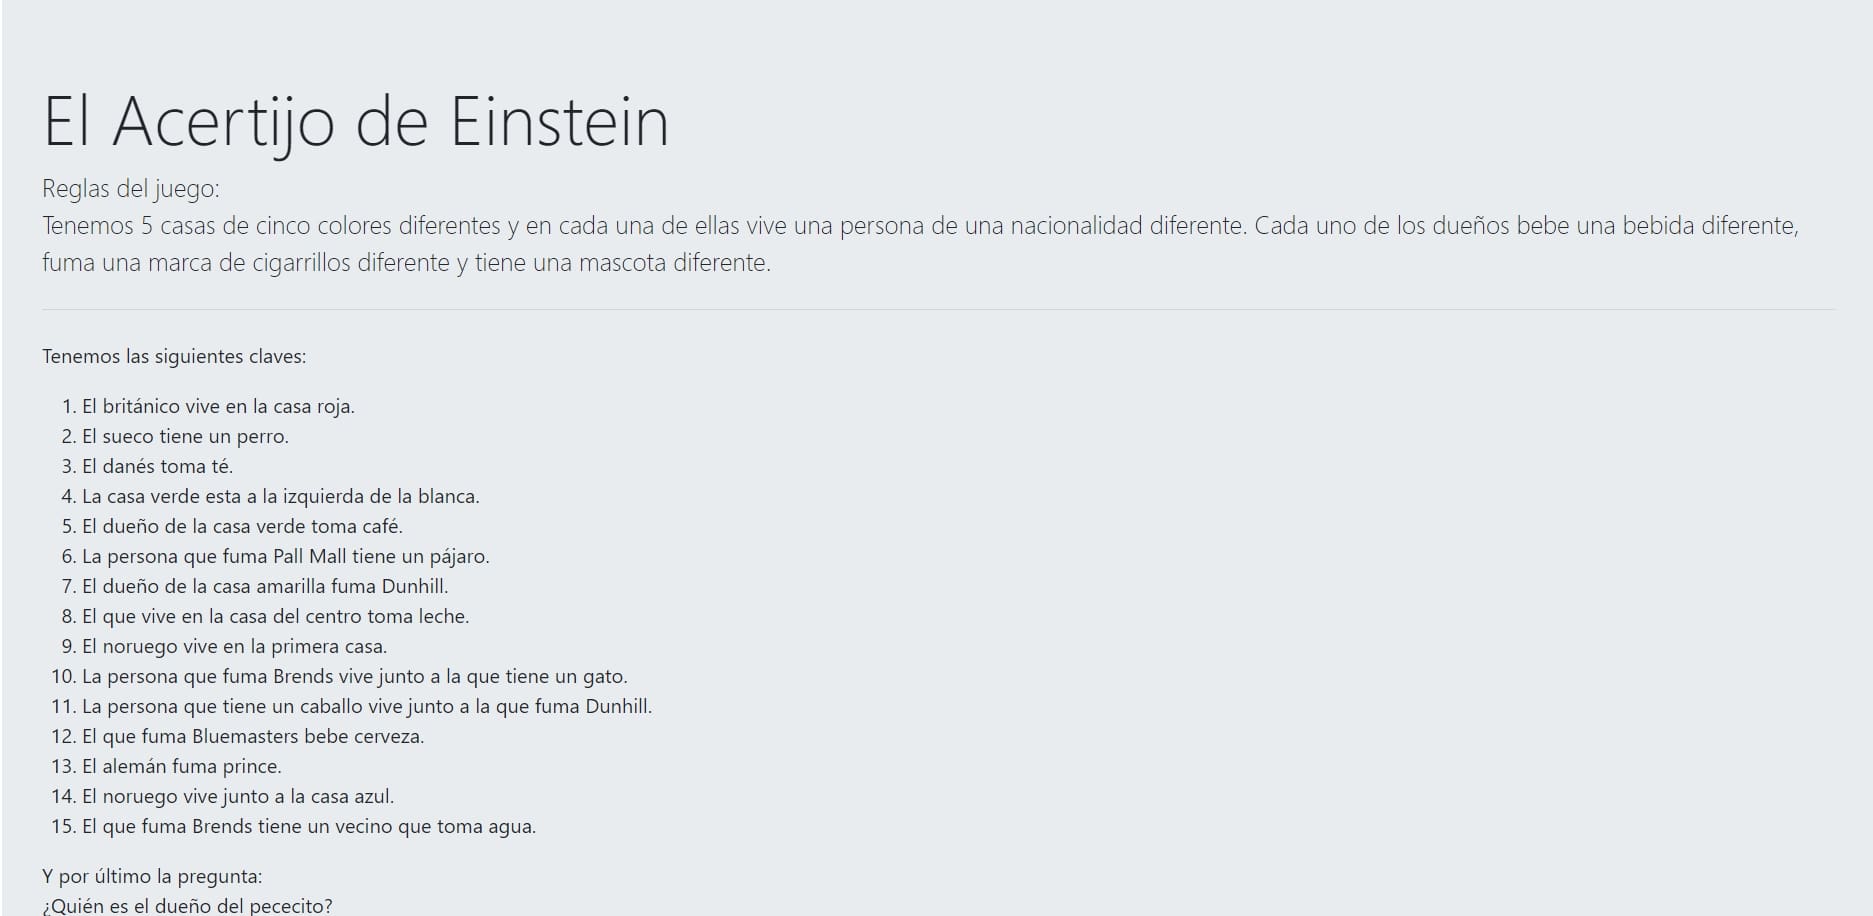 El Acertijo de Einstein
Reglas del juego:
Tenemos 5 casas de cinco colores diferentes y en cada una de ellas vive una persona de una nacionalidad diferente. Cada uno de los dueños bebe una bebida diferente,
fuma una marca de cigarrillos diferente y tiene una mascota diferente.
Tenemos las siguientes claves:
1. El británico vive en la casa roja.
2. El sueco tiene un perro.
3. El danés toma té.
4. La casa verde esta a la izquierda de la blanca.
5. El dueño de la casa verde toma café.
6. La persona que fuma Pall Mall tiene un pájaro.
7. El dueño de la casa amarilla fuma Dunhill.
8. El que vive en la casa del centro toma leche.
9. El noruego vive en la primera casa.
10. La persona que fuma Brends vive junto a la que tiene un gato.
11. La persona que tiene un caballo vive junto a la que fuma Dunhill.
12. El que fuma Bluemasters bebe cerveza.
13. El alemán fuma prince.
14. El noruego vive junto a la casa azul.
15. El que fuma Brends tiene un vecino que toma agua.
Y por último la pregunta:
¿Quién es el dueño del pececito?